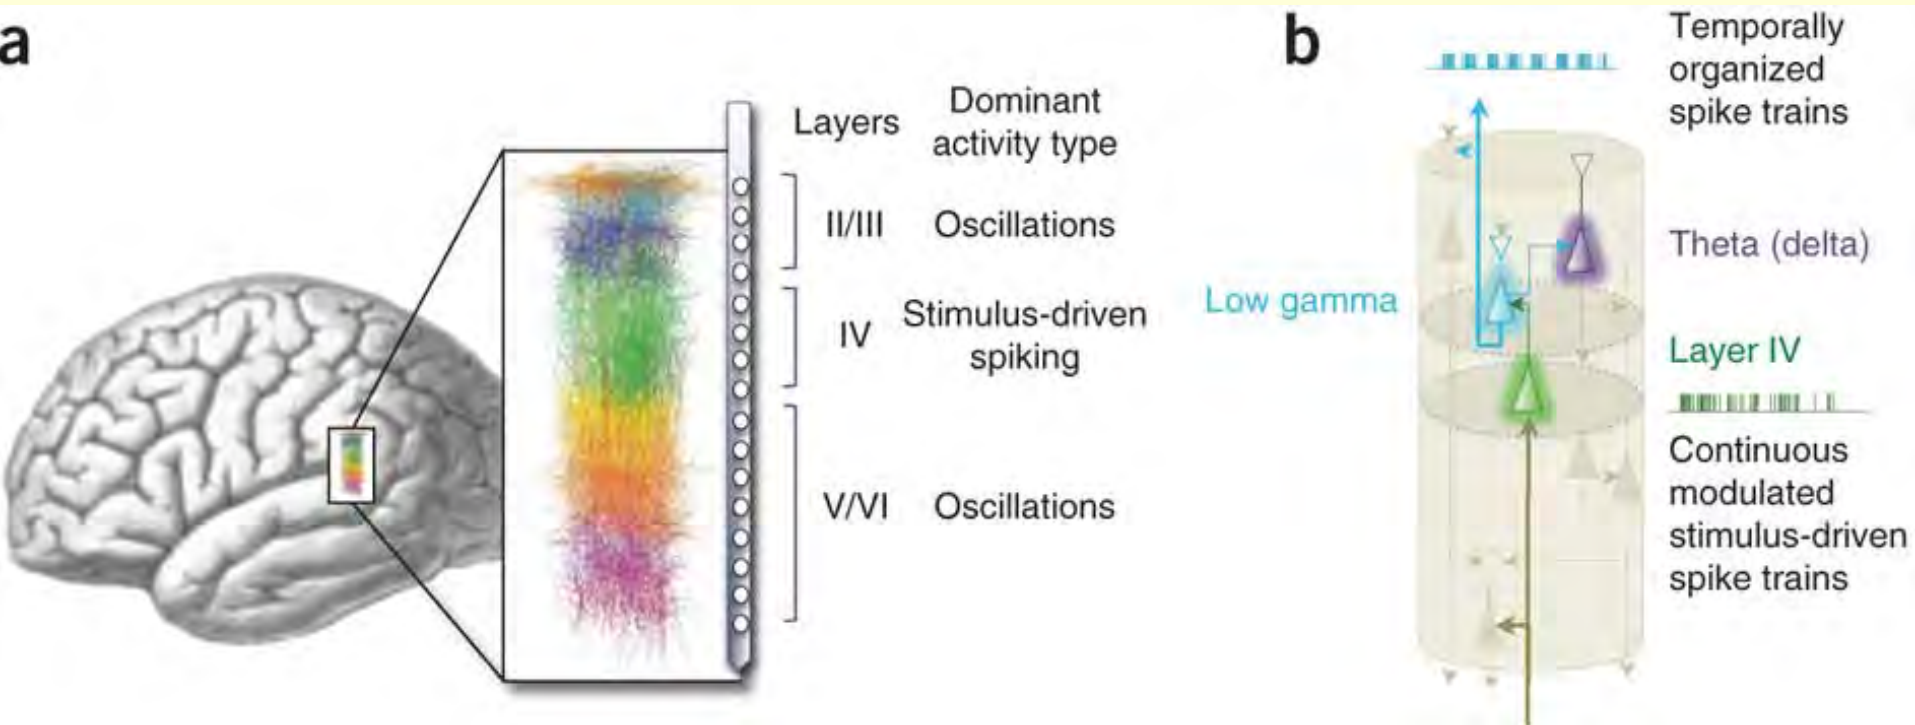 a
Layers
Dominant
activity type
II/III
Oscillations
IV
Stimulus-driven
spiking
V/VI
Oscillations
b
Temporally
organized
spike trains
Theta (delta)
Low gamma
Layer IV
Continuous
modulated
stimulus-driven
spike trains